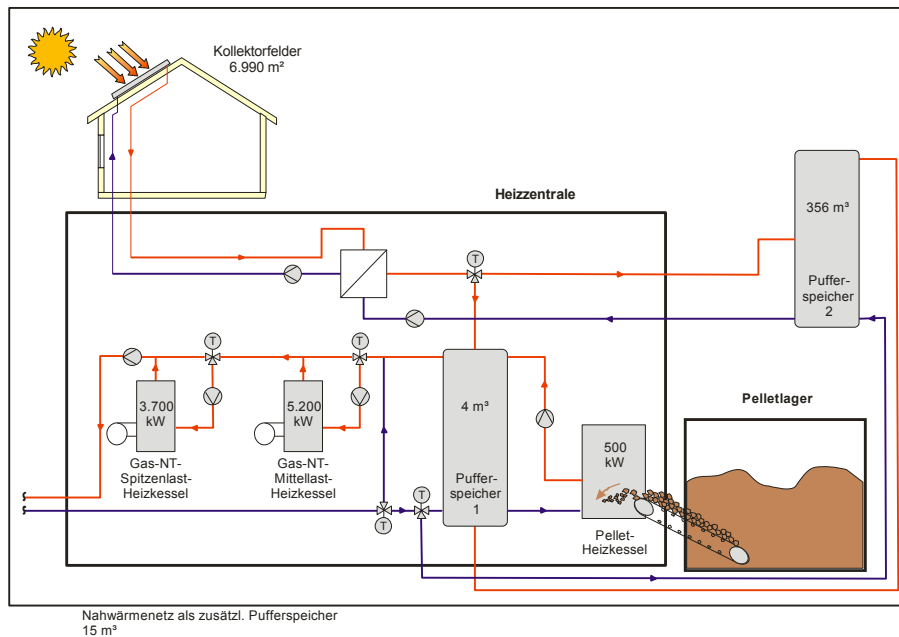 Kollektorfelder
6.990 m²
Heizzentrale
356 m³
Puffer-
speicher
2
T
T
T
3.700
kW
5.200
kW
4 m³
Pelletlager
500
kW
Gas-NT-
Spitzenlast-
Heizkessel
Gas-NT-
Mittellast-
Heizkessel
Puffer-
speicher
1
T
T
Pellet-
Heizkessel
Nahwärmenetz als zusätzl. Pufferspeicher
15 m³